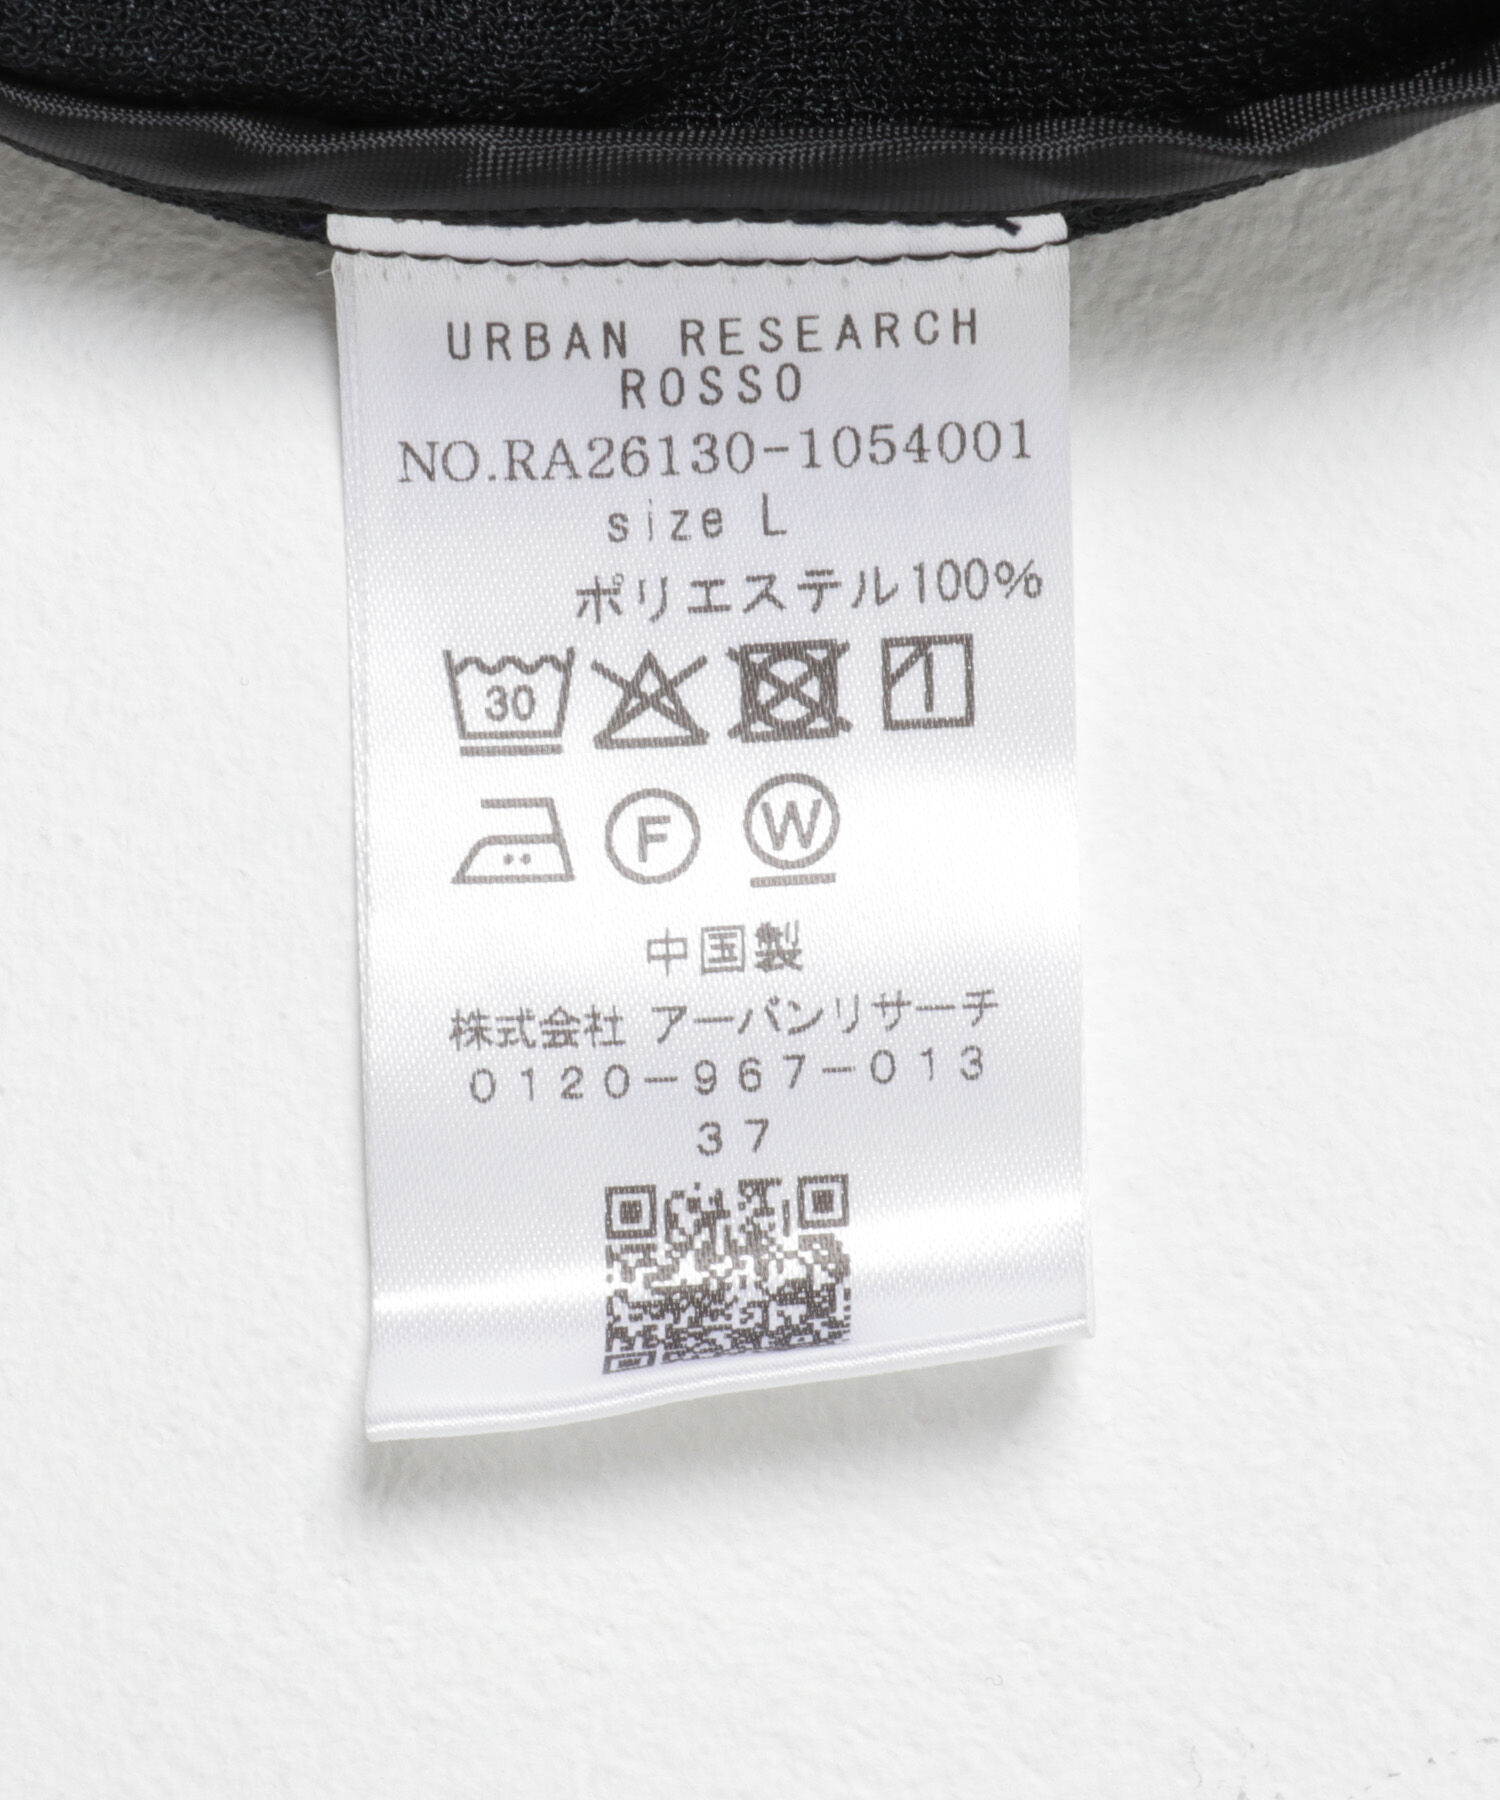 URBAN RESEARCH
ROSSO
NO.RA26130-1054001
size L
ポリエステル100%
30
F W
中国製
株式会社 アーバンリサーチ
0120-967-013
37